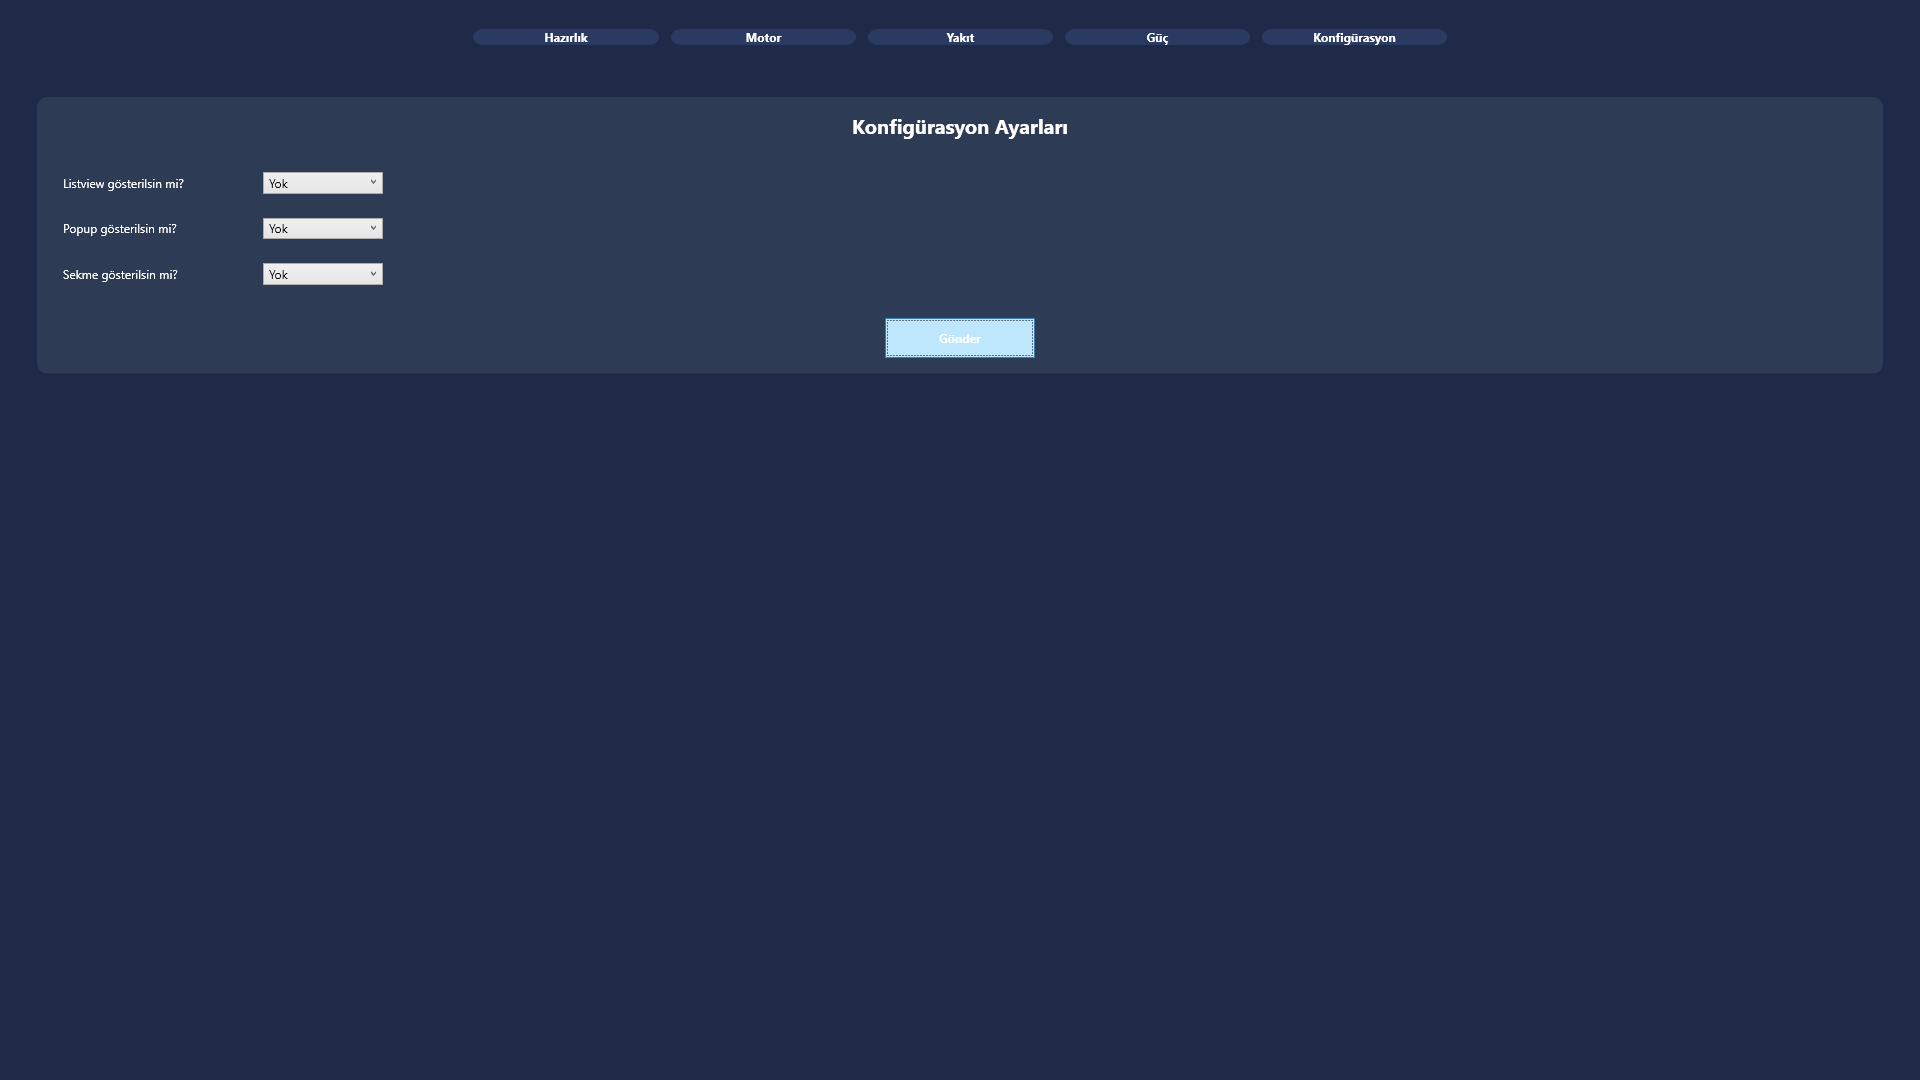 Hazırlık Motor Yakıt Güç Konfigürasyon
Konfigürasyon Ayarları
Listview gösterilsin mi? Yok
Popup gösterilsin mi? Yok
Sekme gösterilsin mi? Yok
Gönder